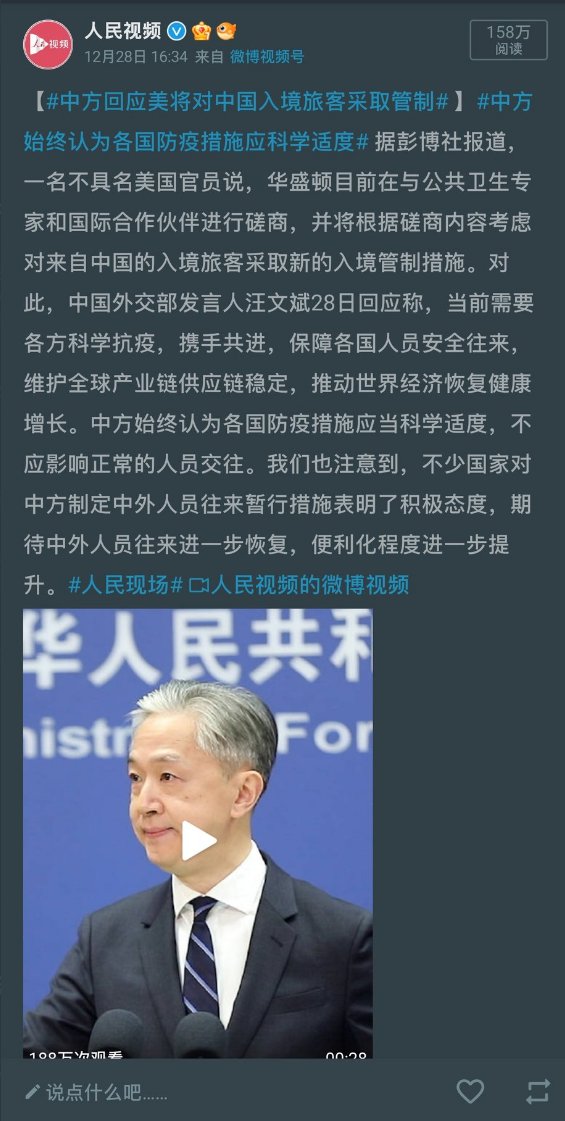 人民视频
158万
阅读
12月28日 16:34 来自 微博视频号
【#中方回应美将对中国入境旅客采取管制# 】#中方
始终认为各国防疫措施应科学适度# 据彭博社报道，
一名不具名美国官员说，华盛顿目前在与公共卫生专
家和国际合作伙伴进行磋商，并将根据磋商内容考虑
对来自中国的入境旅客采取新的入境管制措施。对
此，中国外交部发言人汪文斌28日回应称，当前需要
各方科学抗疫，携手共进，保障各国人员安全往来，
维护全球产业链供应链稳定，推动世界经济恢复健康
增长。中方始终认为各国防疫措施应当科学适度，不
应影响正常的人员交往。我们也注意到，不少国家对
中方制定中外人员往来暂行措施表明了积极态度，期
待中外人员往来进一步恢复，便利化程度进一步提
升。#人民现场# 人民视频的微博视频
华人民共和
nistr For
188万次观看 00:28
说点什么吧……